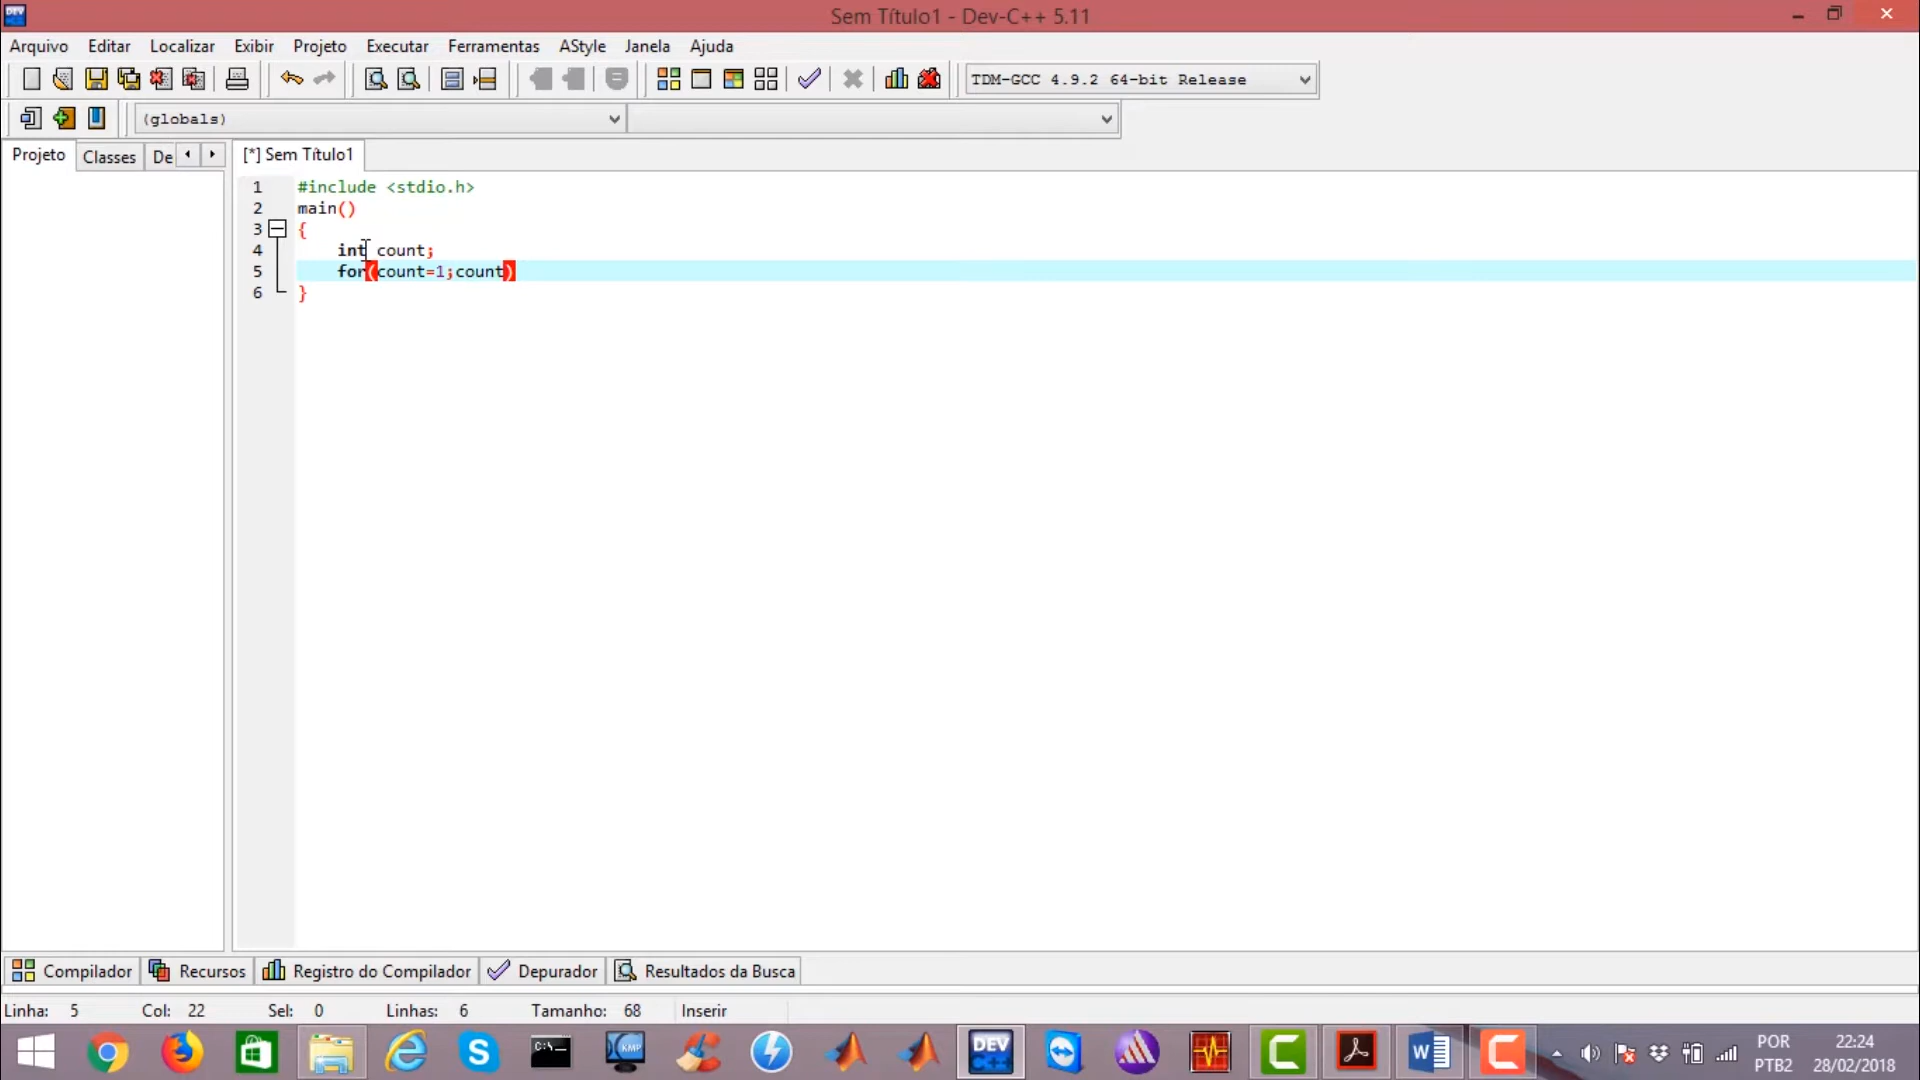 Sem Título1 - Dev-C++ 5.11
Arquivo Editar Localizar Exibir Projeto Executar Ferramentas AStyle Janela Ajuda
TDM-GCC 4.9.2 64-bit Release
(globals)
Projeto Classes De [*] Sem Título1
1 #include <stdio.h>
2 main()
3 {
4 int count;
5 for(count=1;count)
6 }
Compilador Recursos Registro do Compilador Depurador Resultados da Busca
Linha: 5 Col: 22 Sel: 0 Linhas: 6 Tamanho: 68 Inserir
POR 22:24
PTB2 28/02/2018